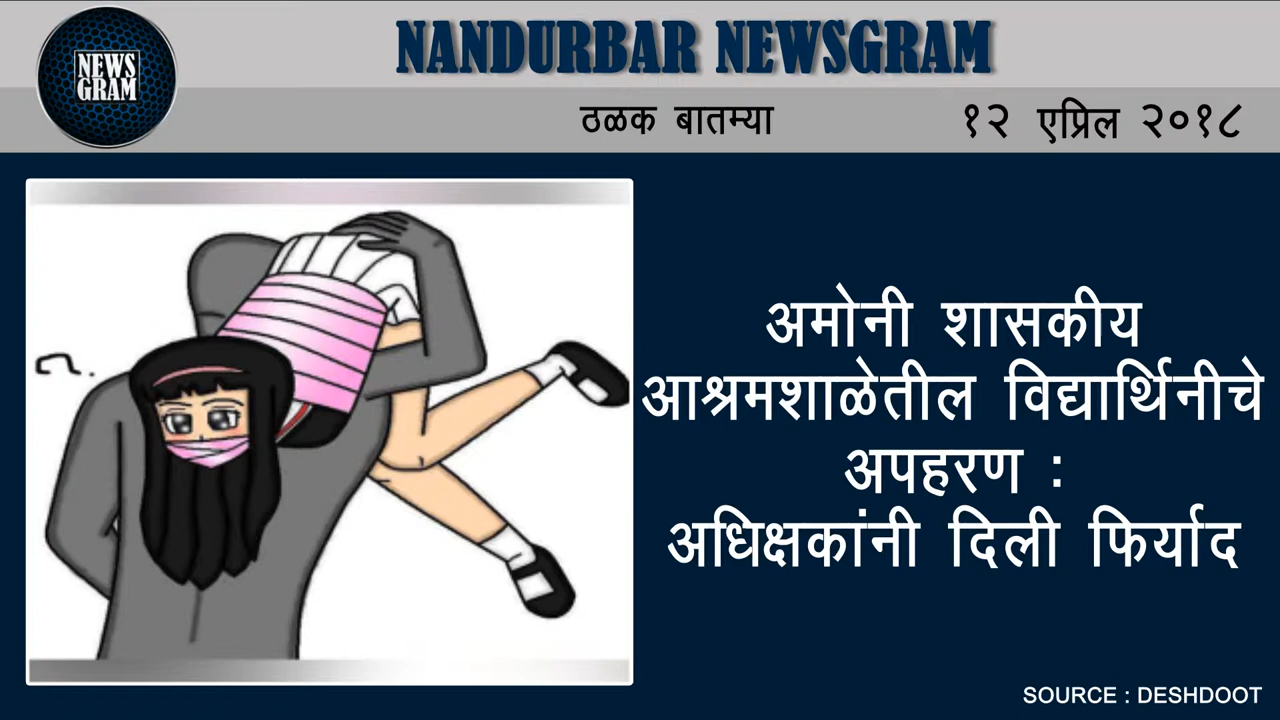 NEWS
GRAM
NANDURBAR NEWSGRAM
ठळक बातम्या
१२ एप्रिल २०१८
अमोनी शासकीय
आश्रमशाळेतील विद्यार्थिनीचे
अपहरण :
अधिक्षकांनी दिली फिर्याद
SOURCE : DESHDOOT